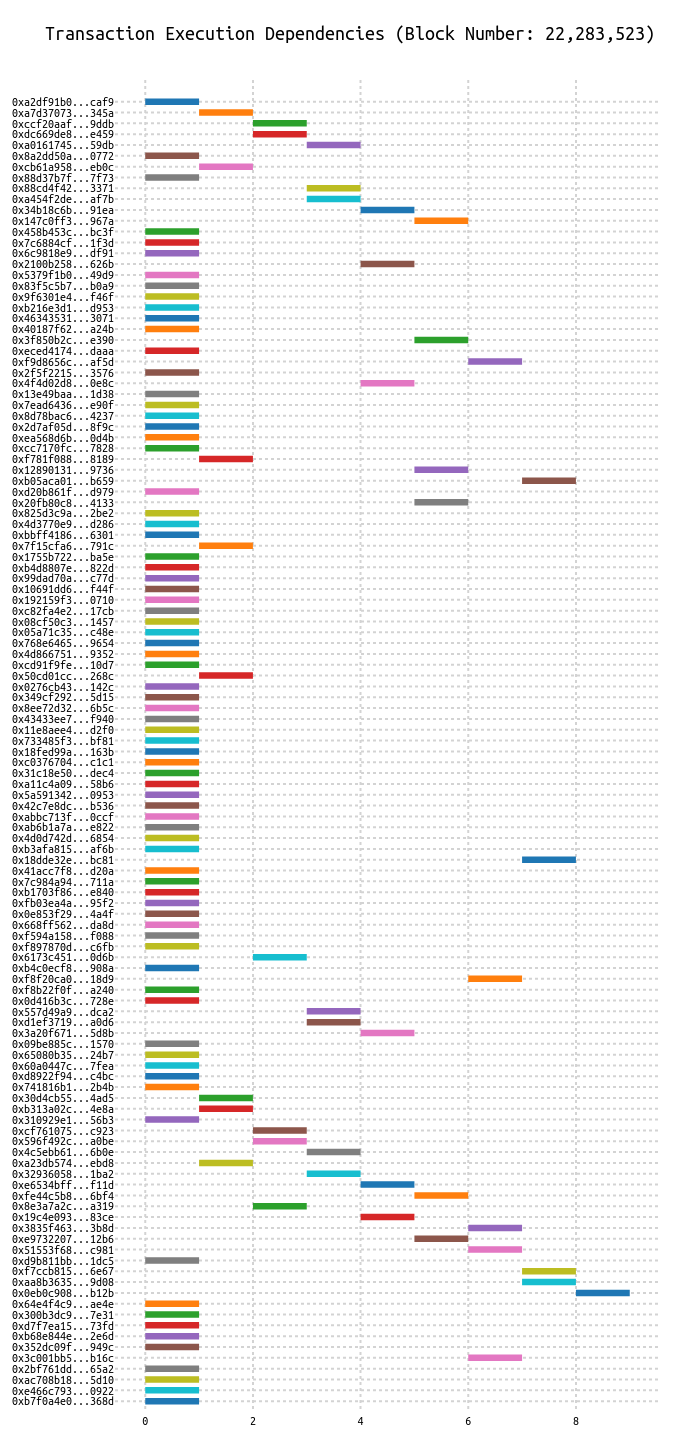 Transaction Execution Dependencies (Block Number: 22,283,523)
0xa2df91b0...caf9
0xa7d37073...345a
0xccf20aaf...9ddb
0xdc669de8...e459
0xa0161745...59db
0x8a2dd50a...0772
0xcb61a958...eb0c
0x88d37b7f...7f73
0x88cd4f42...3371
0xa454f2de...af7b
0x34b18c6b...91ea
0x147c0ff3...967a
0x458b453c...bc3f
0x7c6884cf...1f3d
0x6c9818e9...df91
0x2100b258...626b
0x5379f1b0...49d9
0x83f5c5b7...b0a9
0x9f6301e4...f46f
0xb216e3d1...d953
0x46343531...3071
0x40187f62...a24b
0x3f850b2c...e390
0xeced4174...daaa
0xf9d8656c...af5d
0x2f5f2215...3576
0x4f4d02d8...0e8c
0x13e49baa...1d38
0x7ead6436...e90f
0x8d78bac6...4237
0x2d7af05d...8f9c
0xea568d6b...0d4b
0xcc7170fc...7828
0xf781f088...8189
0x12890131...9736
0xb05aca01...b659
0xd20b861f...d979
0x20fb80c8...4133
0x825d3c9a...2be2
0x4d3770e9...d286
0xbbff4186...6301
0x7f15cfa6...791c
0x1755b722...ba5e
0xb4d8807e...822d
0x99dad70a...c77d
0x10691dd6...f44f
0x192159f3...0710
0xc82fa4e2...17cb
0x08cf50c3...1457
0x05a71c35...c48e
0x768e6465...9654
0x4d866751...9352
0xcd91f9fe...10d7
0x50cd01cc...268c
0x0276cb43...142c
0x349cf292...5d15
0x8ee72d32...6b5c
0x43433ee7...f940
0x11e8aee4...d2f0
0x733485f3...bf81
0x18fed99a...163b
0xc0376704...c1c1
0x31c18e50...dec4
0xa11c4a09...58b6
0x5a591342...0953
0x42c7e8dc...b536
0xabbc713f...0ccf
0xab6b1a7a...e822
0x4d0d742d...6854
0xb3afa815...af6b
0x18dde32e...bc81
0x41acc7f8...d20a
0x7c984a94...711a
0xb1703f86...e840
0xfb03ea4a...95f2
0x0e853f29...4a4f
0x668ff562...da8d
0xf594a158...f088
0xf897870d...c6fb
0x6173c451...0d6b
0xb4c0ecf8...908a
0xf8f20ca0...18d9
0xf8b22f0f...a240
0x0d416b3c...728e
0x557d49a9...dca2
0xd1ef3719...a0d6
0x3a20f671...5d8b
0x09be885c...1570
0x65080b35...24b7
0x60a0447c...7fea
0xd8922f94...c4bc
0x741816b1...2b4b
0x30d4cb55...4ad5
0xb313a02c...4e8a
0x310929e1...56b3
0xcf761075...c923
0x596f492c...a0be
0x4c5ebb61...6b0e
0xa23db574...ebd8
0x32936058...1ba2
0xe6534bff...f11d
0xfe44c5b8...6bf4
0x8e3a7a2c...a319
0x19c4e093...83ce
0x3835f463...3b8d
0xe9732207...12b6
0x51553f68...c981
0xd9b811bb...1dc5
0xf7ccb815...6e67
0xaa8b3635...9d08
0x0eb0c908...b12b
0x64e4f4c9...ae4e
0x300b3dc9...7e31
0xd7f7ea15...73fd
0xb68e844e...2e6d
0x352dc09f...949c
0x3c001bb5...b16c
0x2bf761dd...65a2
0xac708b18...5d10
0xe466c793...0922
0xb7f0a4e0...368d
0 2 4 6 8